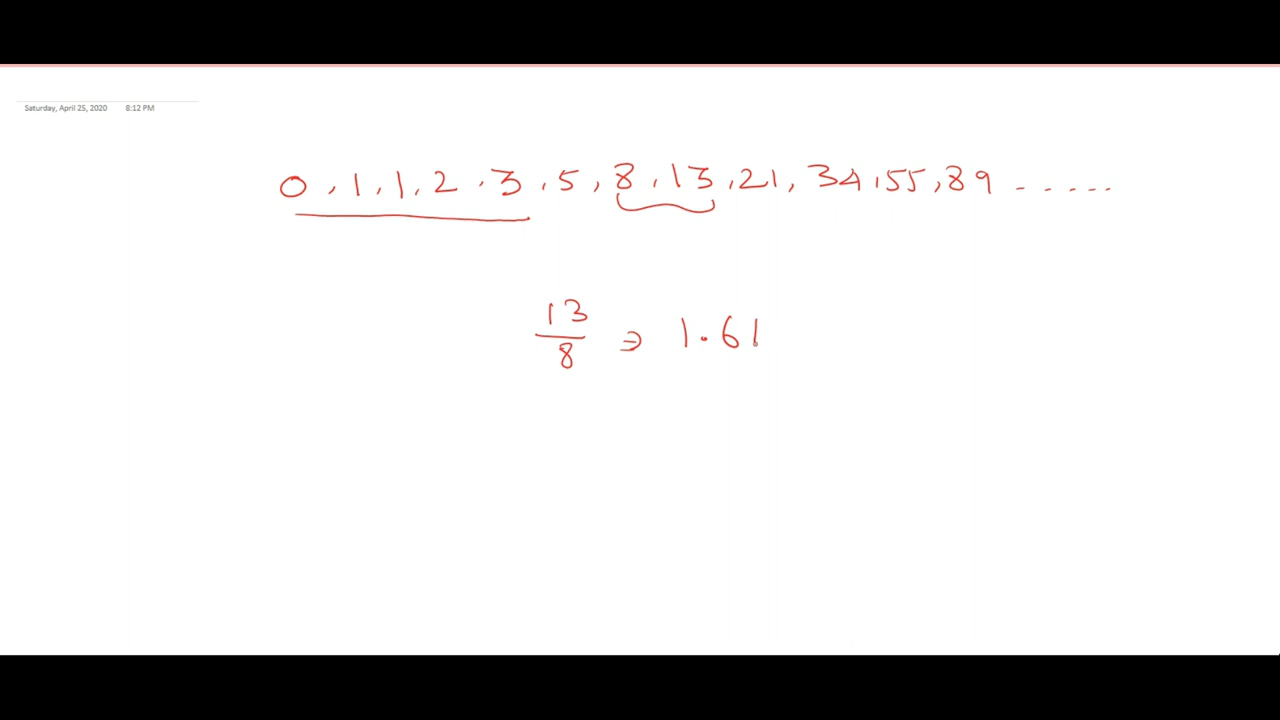 Saturday, April 25, 2020 8:12 PM
0, 1, 1, 2, 3, 5, 8, 13, 21, 34, 55, 89 .....
13
8 ⇒ 1.61